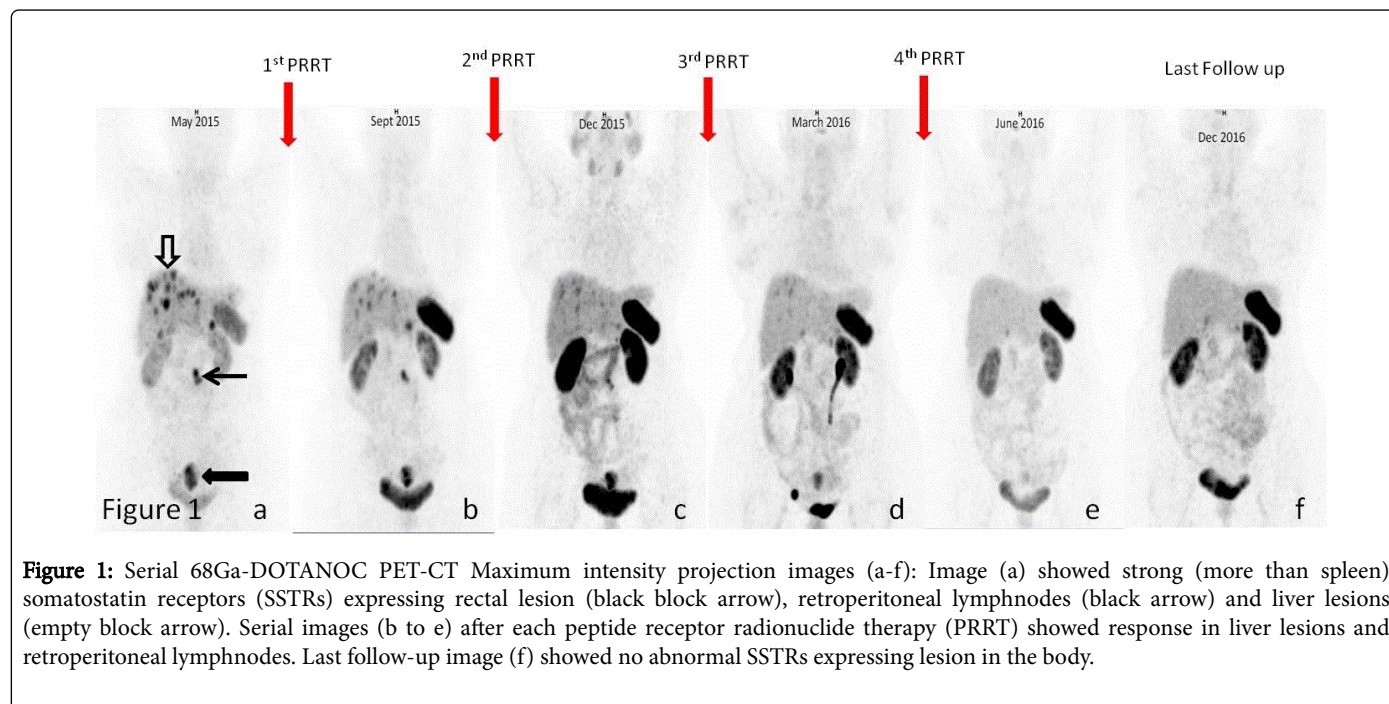 1st PRRT 2nd PRRT 3rd PRRT 4th PRRT Last Follow up
H H H H H H
May 2015 Sept 2015 Dec 2015 March 2016 June 2016 Dec 2016
Figure 1 a b c d e f
Figure 1: Serial 68Ga-DOTANOC PET-CT Maximum intensity projection images (a-f): Image (a) showed strong (more than spleen)
somatostatin receptors (SSTRs) expressing rectal lesion (black block arrow), retroperitoneal lymphnodes (black arrow) and liver lesions
(empty block arrow). Serial images (b to e) after each peptide receptor radionuclide therapy (PRRT) showed response in liver lesions and
retroperitoneal lymphnodes. Last follow-up image (f) showed no abnormal SSTRs expressing lesion in the body.